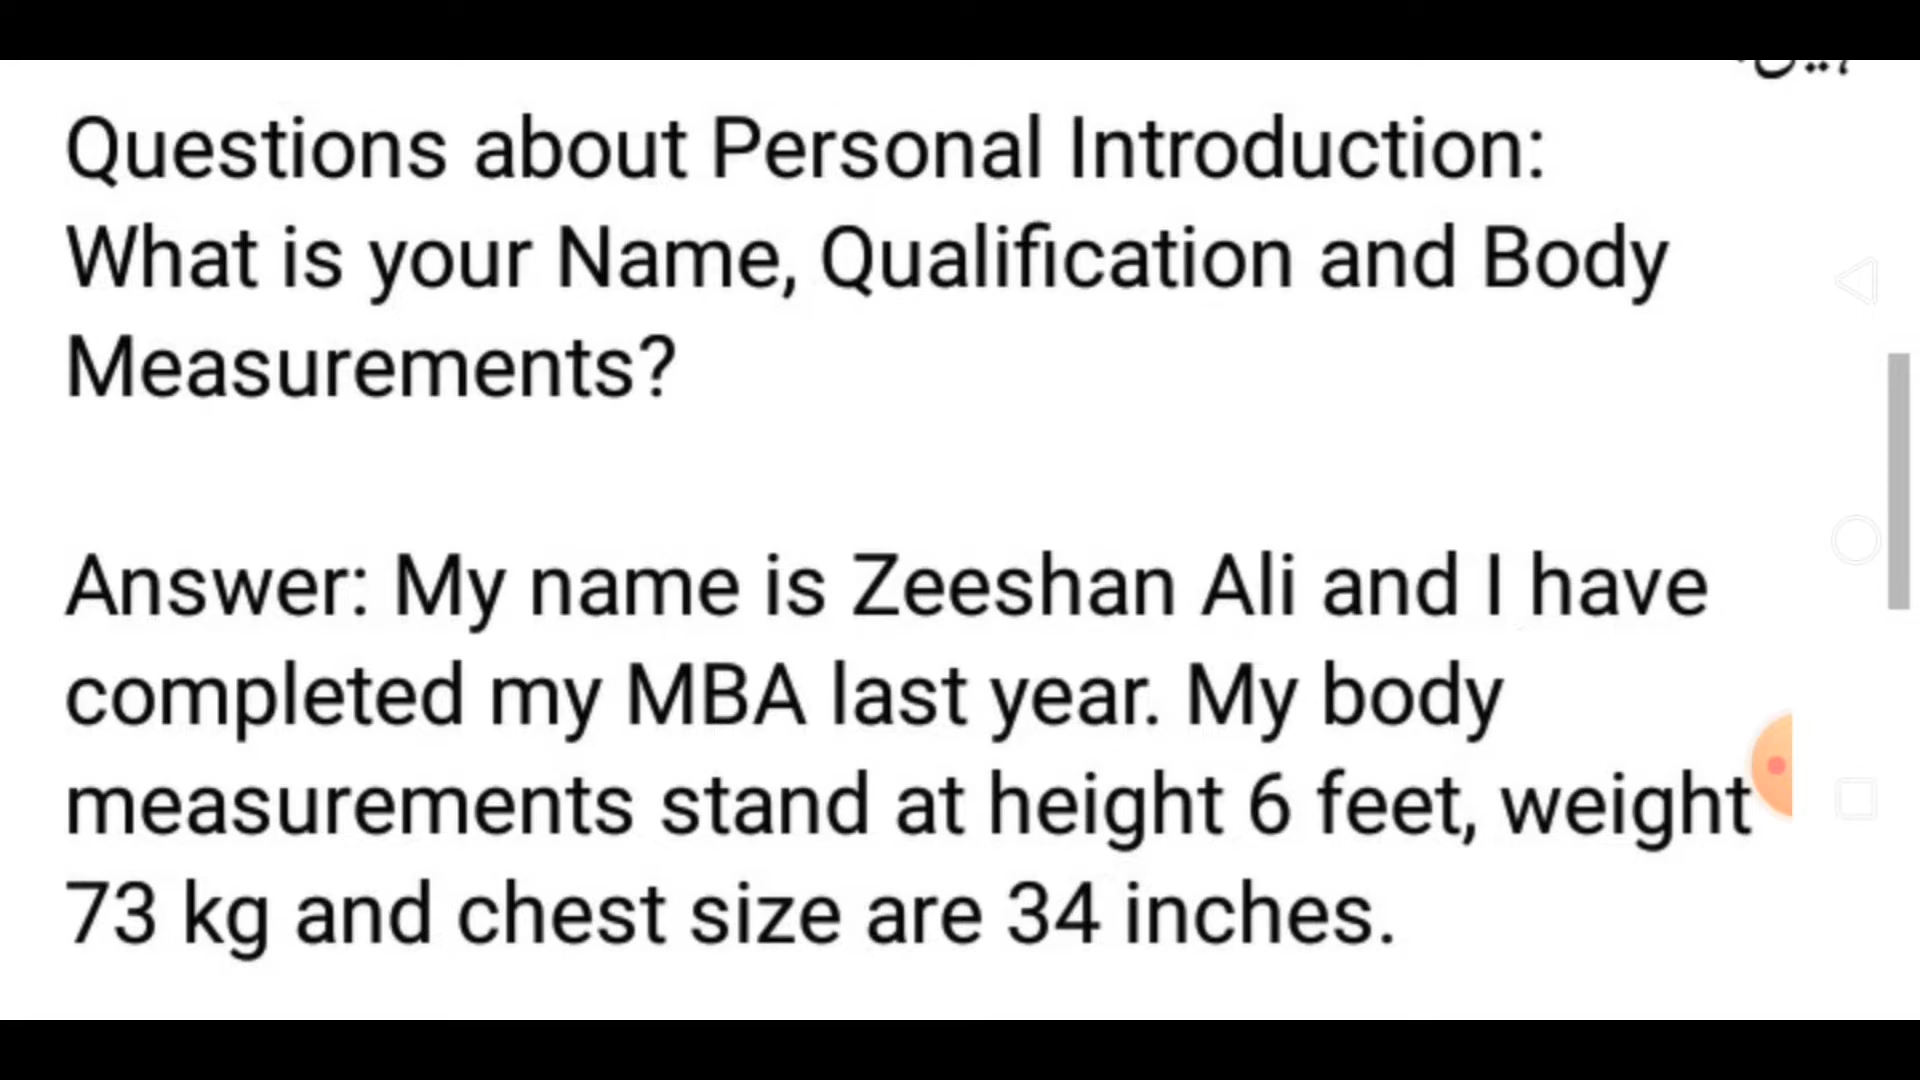 Questions about Personal Introduction:
What is your Name, Qualification and Body
Measurements?
Answer: My name is Zeeshan Ali and I have
completed my MBA last year. My body
measurements stand at height 6 feet, weight
73 kg and chest size are 34 inches.